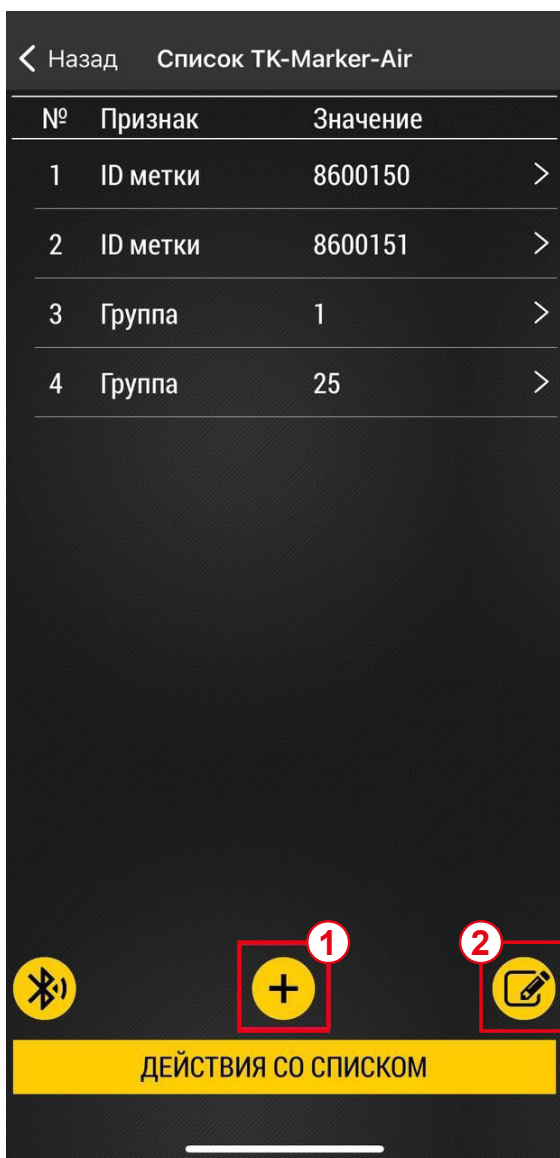 Назад Список TK-Marker-Air
№ Признак Значение
1 ID метки 8600150
2 ID метки 8600151
3 Группа 1
4 Группа 25
1 2
ДЕЙСТВИЯ СО СПИСКОМ